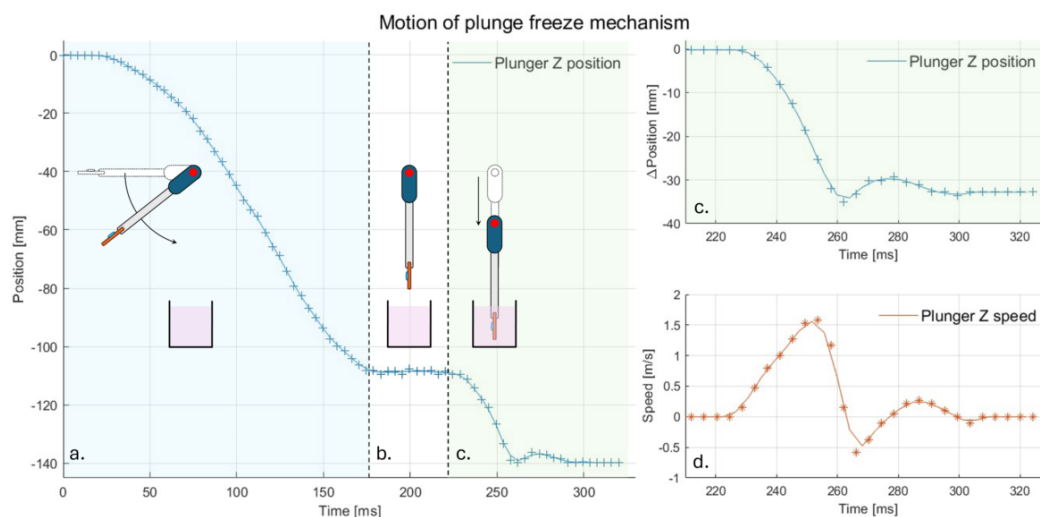 Motion of plunge freeze mechanism
Plunger Z position
Position [mm]
0
-20
-40
-60
-80
-100
-120
-140
a.
b.
c.
0
50
100
150
200
250
300
Time [ms]
Plunger Z position
ΔPosition [mm]
0
-10
-20
-30
-40
c.
220
240
260
280
300
320
Time [ms]
Plunger Z speed
Speed [m/s]
2
1.5
1
0.5
0
-0.5
-1
d.
220
240
260
280
300
320
Time [ms]